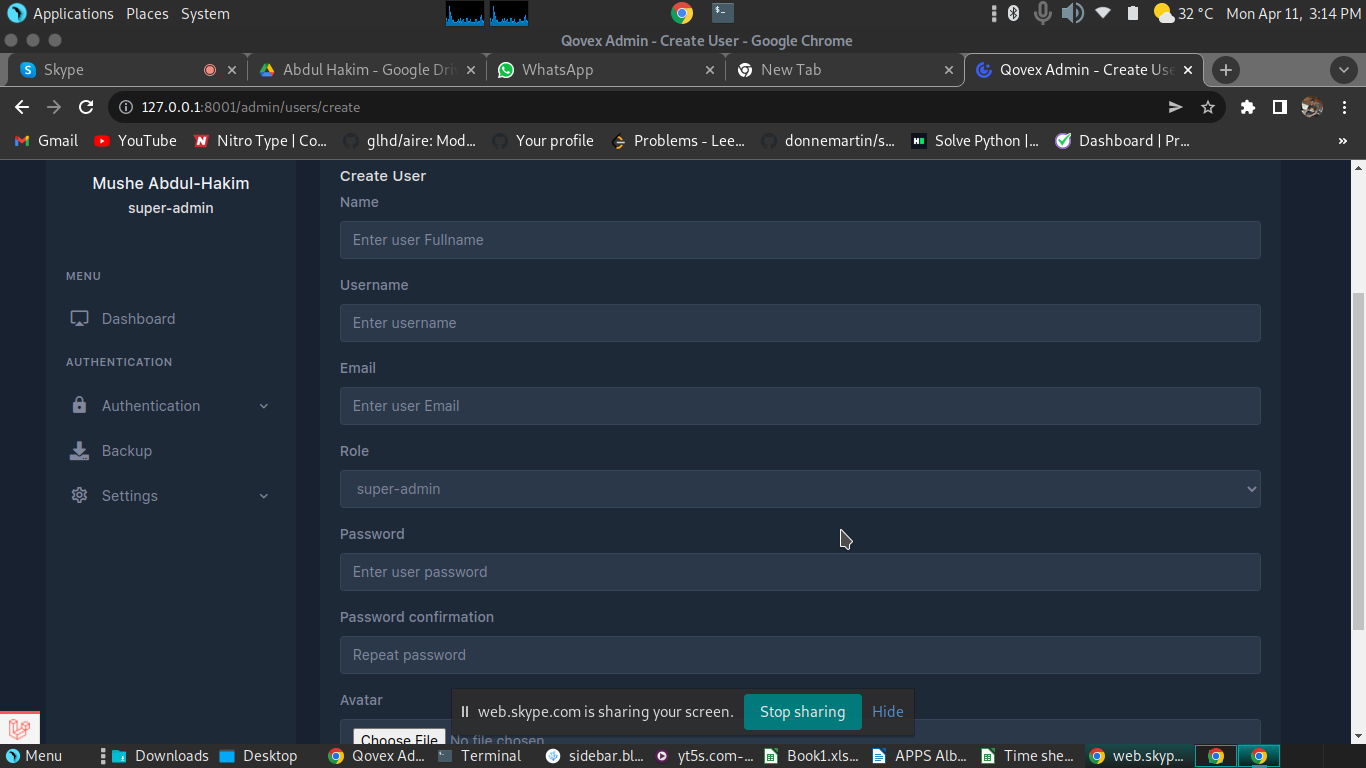 Applications Places System 32 °C Mon Apr 11, 3:14 PM
Qovex Admin - Create User - Google Chrome
Skype Abdul Hakim - Google Dri WhatsApp New Tab Qovex Admin - Create Use
127.0.0.1:8001/admin/users/create
Gmail YouTube Nitro Type | Co... glhd/aire: Mod... Your profile Problems - Lee... donnemartin/s... Solve Python |... Dashboard | Pr... »
Mushe Abdul-Hakim
super-admin
MENU
Dashboard
AUTHENTICATION
Authentication
Backup
Settings
Create User
Name
Enter user Fullname
Username
Enter username
Email
Enter user Email
Role
super-admin
Password
Enter user password
Password confirmation
Repeat password
Avatar
Choose File No file chosen
web.skype.com is sharing your screen. Stop sharing Hide
Menu Downloads Desktop Qovex Ad... Terminal sidebar.bl... yt5s.com-... Book1.xls... APPS Alb... Time she... web.skyp...